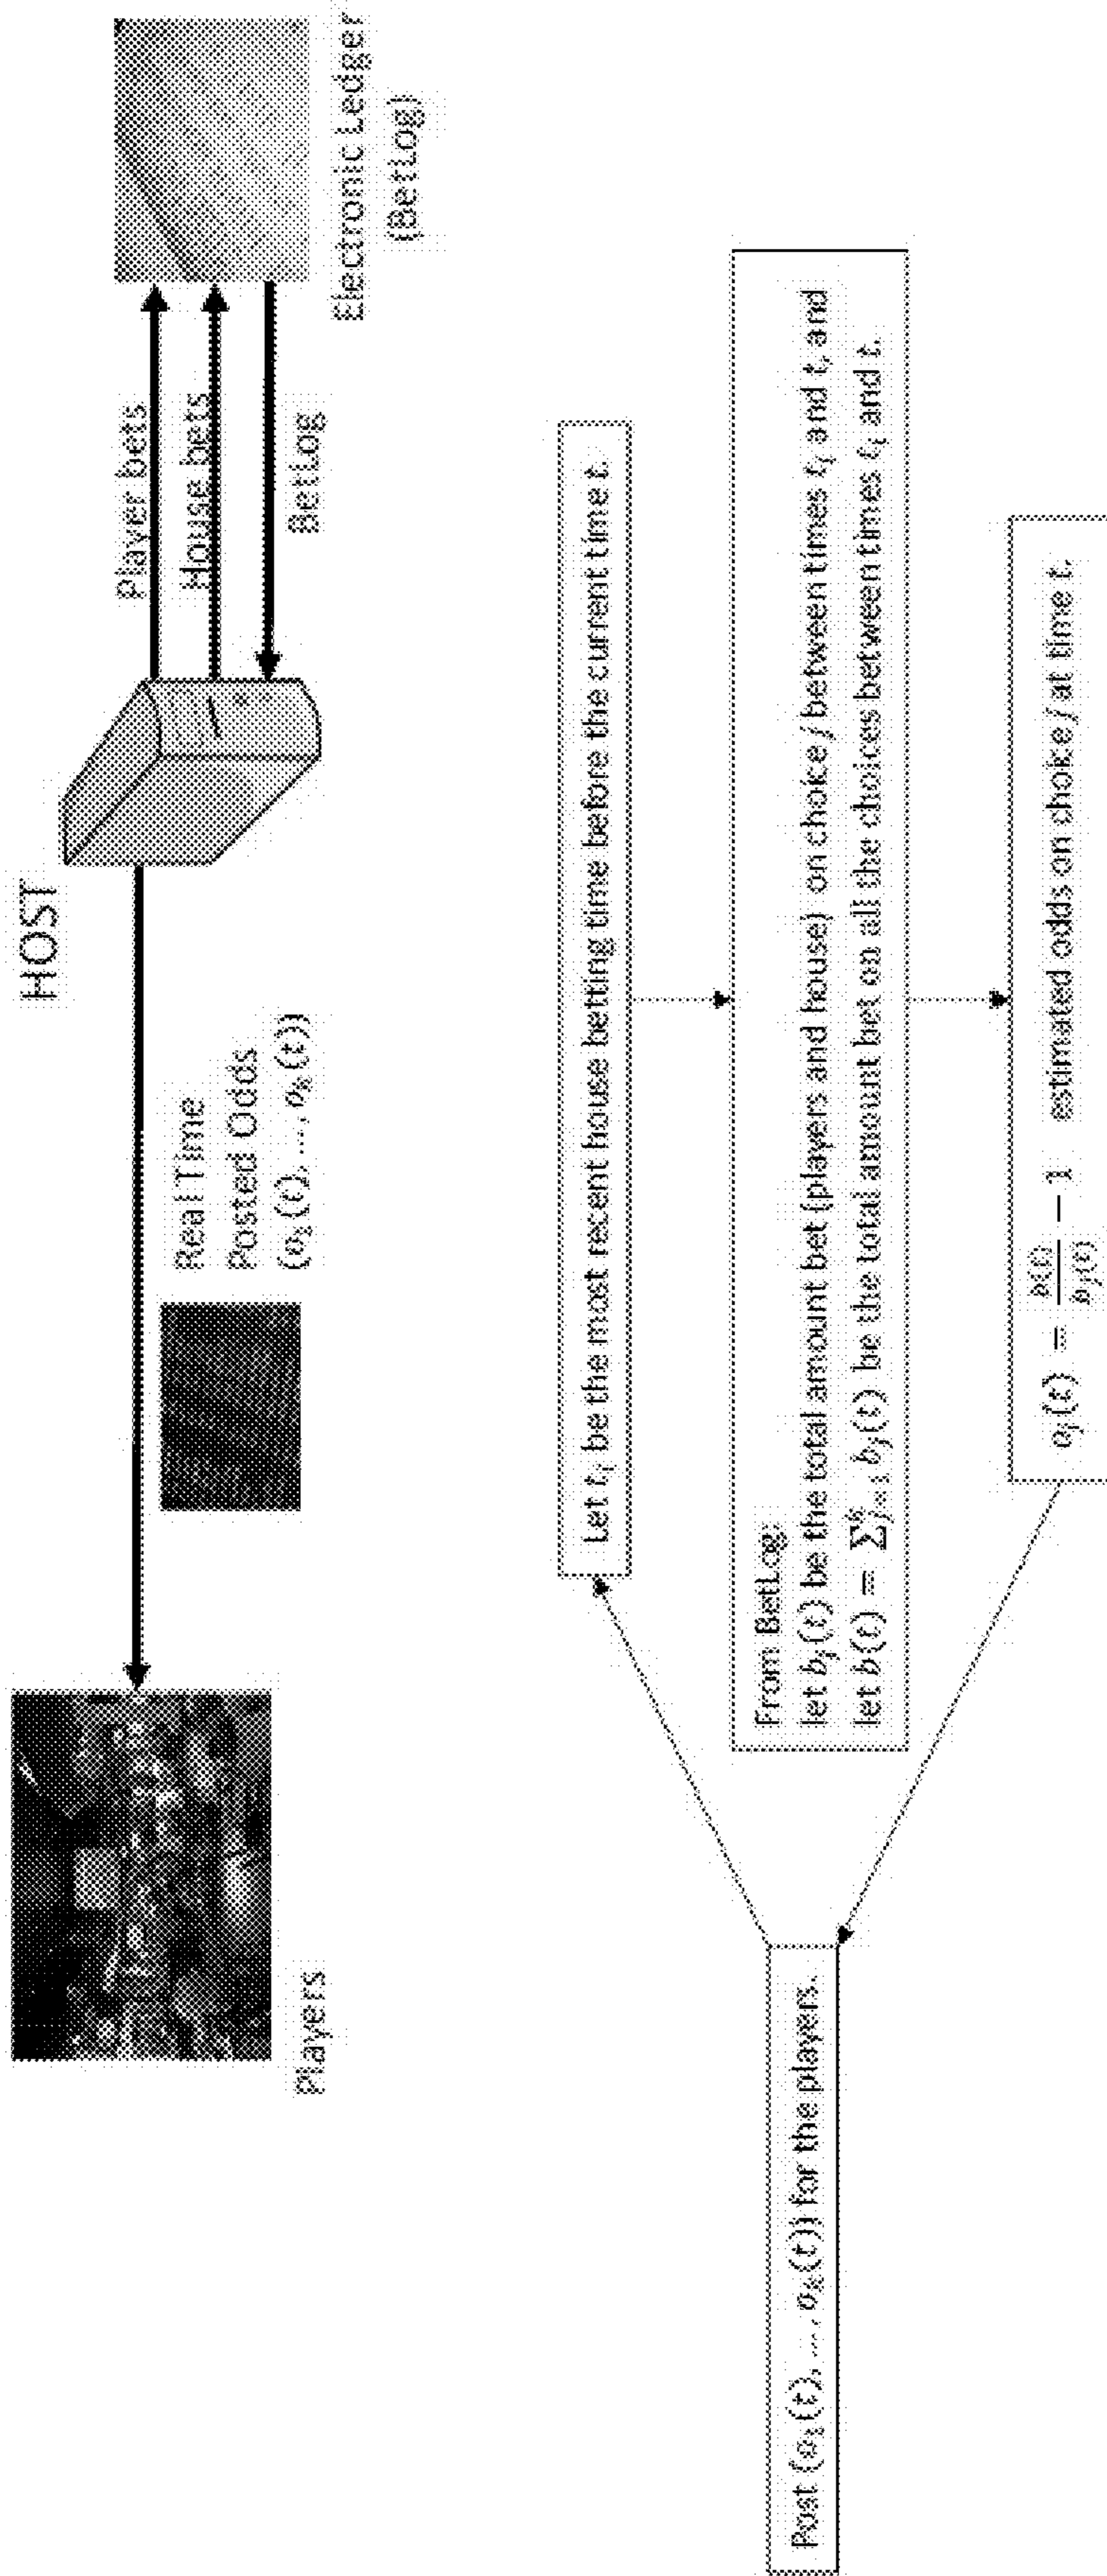 HOST
Player bets
House bets
BetLog
Electronic Ledger
(BetLog)
Real Time
Posted Odds
(o₁(t), ..., oₖ(t))
Players
Let tᵢ be the most recent house betting time before the current time t.
From BetLog:
let bⱼ(t) be the total amount bet (players and house) on choice j between times tᵢ and t, and
let b(t) = ∑ᵏⱼ₌₁ bⱼ(t) be the total amount bet on all the choices between times tᵢ and t.
oⱼ(t) = b(t)/bⱼ(t) − 1 estimated odds on choice j at time t.
Post (o₁(t), ..., oₖ(t)) for the players.